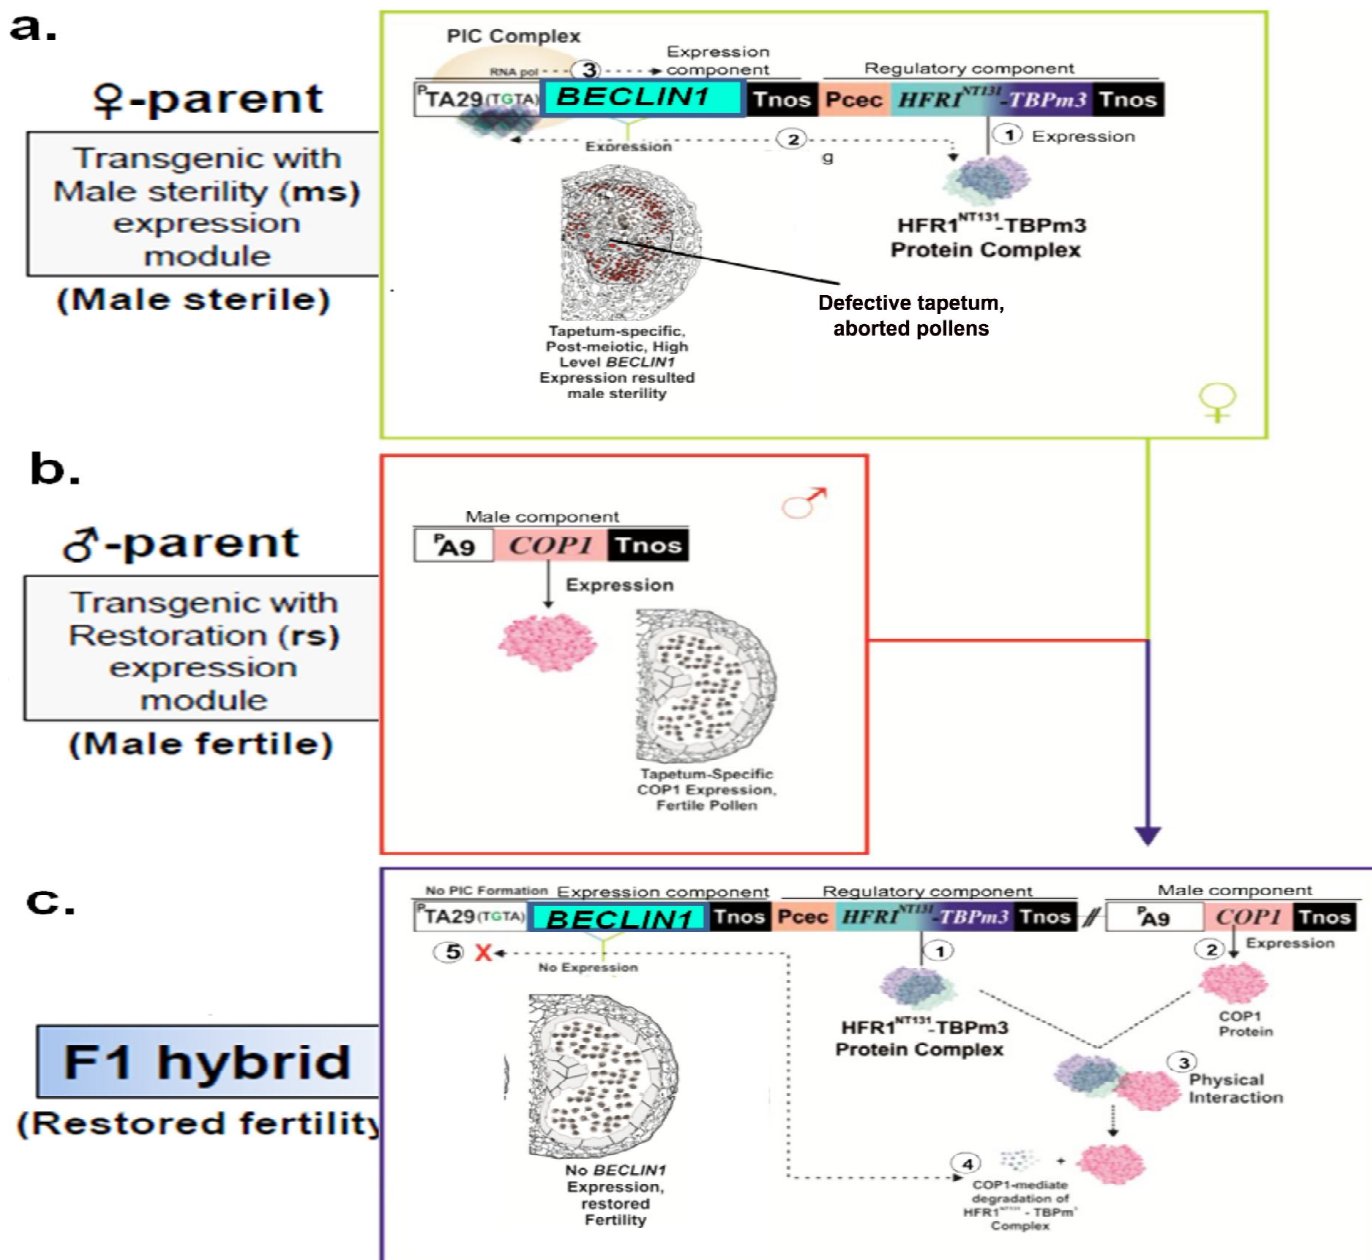 a.
♀-parent
Transgenic with
Male sterility (ms)
expression
module
(Male sterile)
PIC Complex
RNA pol
3
Expression
component
Regulatory component
PTA29(TGTA)
BECLIN1
Tnos
Pcec
HFR1NT131-TBPm3
Tnos
Expression
2
g
1
Expression
HFR1NT131-TBPm3
Protein Complex
Defective tapetum,
aborted pollens
Tapetum-specific,
Post-meiotic, High
Level BECLIN1
Expression resulted
male sterility
♀
b.
♂-parent
Transgenic with
Restoration (rs)
expression
module
(Male fertile)
♂
Male component
PA9
COP1
Tnos
Expression
Tapetum-Specific
COP1 Expression,
Fertile Pollen
c.
F1 hybrid
(Restored fertility
No PIC Formation
Expression component
Regulatory component
Male component
PTA29(TGTA)
BECLIN1
Tnos
Pcec
HFR1NT131-TBPm3
Tnos
//
PA9
COP1
Tnos
5
X
No Expression
1
2
Expression
HFR1NT131-TBPm3
Protein Complex
COP1
Protein
3
Physical
Interaction
4
+
COP1-mediate
degradation of
HFR1NT131 - TBPm3
Complex
No BECLIN1
Expression,
restored
Fertility